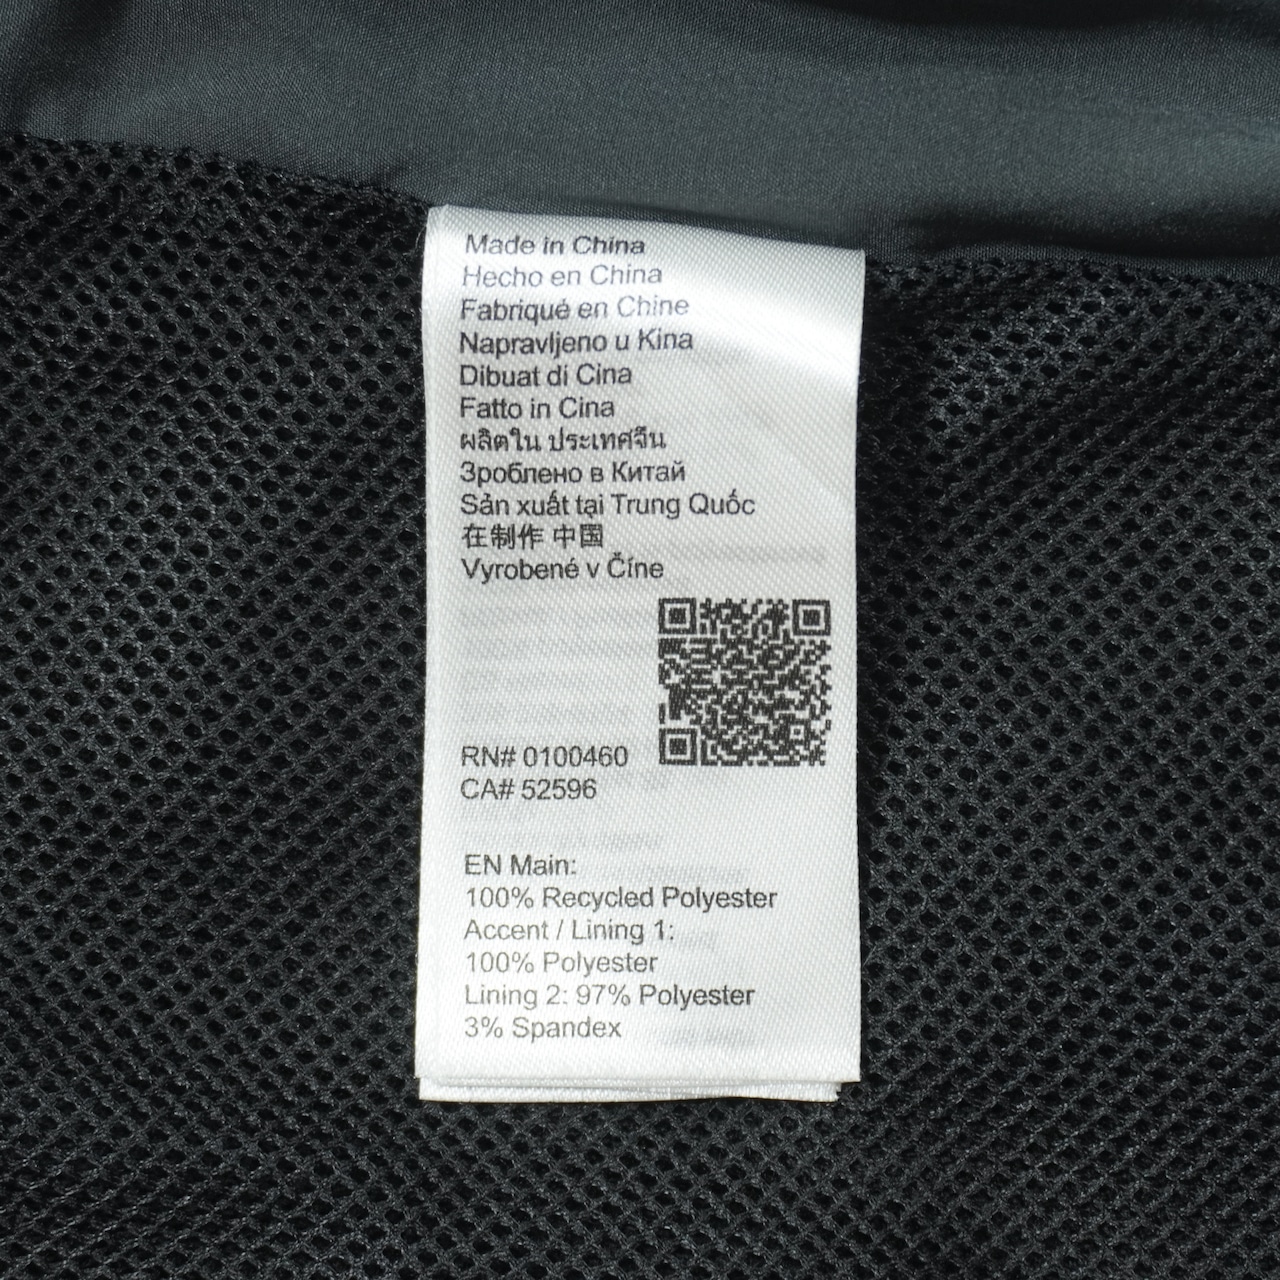 Made in China
Hecho en China
Fabriqué en Chine
Napravljeno u Kina
Dibuat di Cina
Fatto in Cina
ผลิตใน ประเทศจีน
Зроблено в Китай
Sản xuất tại Trung Quốc
在制作 中国
Vyrobené v Číne
RN# 0100460
CA# 52596
EN Main:
100% Recycled Polyester
Accent / Lining 1:
100% Polyester
Lining 2: 97% Polyester
3% Spandex